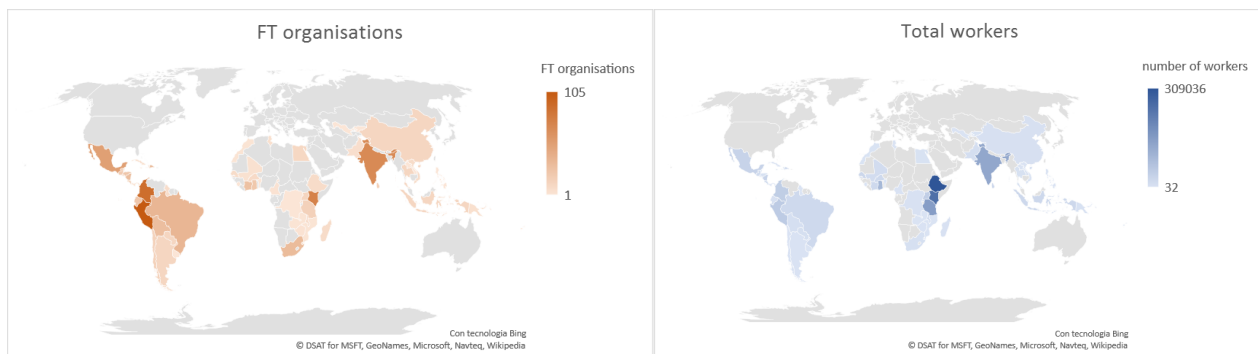 FT organisations
FT organisations
105
1
Con tecnologia Bing
© DSAT for MSFT, GeoNames, Microsoft, Navteq, Wikipedia
Total workers
number of workers
309036
32
Con tecnologia Bing
© DSAT for MSFT, GeoNames, Microsoft, Navteq, Wikipedia